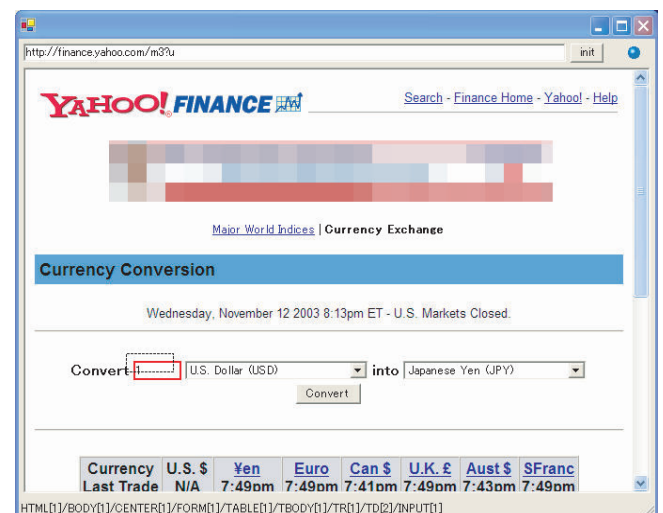 http://finance.yahoo.com/m3?u init
YAHOO! FINANCE Search - Finance Home - Yahoo! - Help
Major World Indices | Currency Exchange
Currency Conversion
Wednesday, November 12 2003 8:13pm ET - U.S. Markets Closed.
Convert 1 U.S. Dollar (USD) into Japanese Yen (JPY)
Convert
Currency U.S. $ ¥en Euro Can $ U.K. £ Aust $ SFranc
Last Trade N/A 7:49pm 7:49pm 7:41pm 7:49pm 7:43pm 7:49pm
HTML[1]/BODY[1]/CENTER[1]/FORM[1]/TABLE[1]/TBODY[1]/TR[1]/TD[2]/INPUT[1]